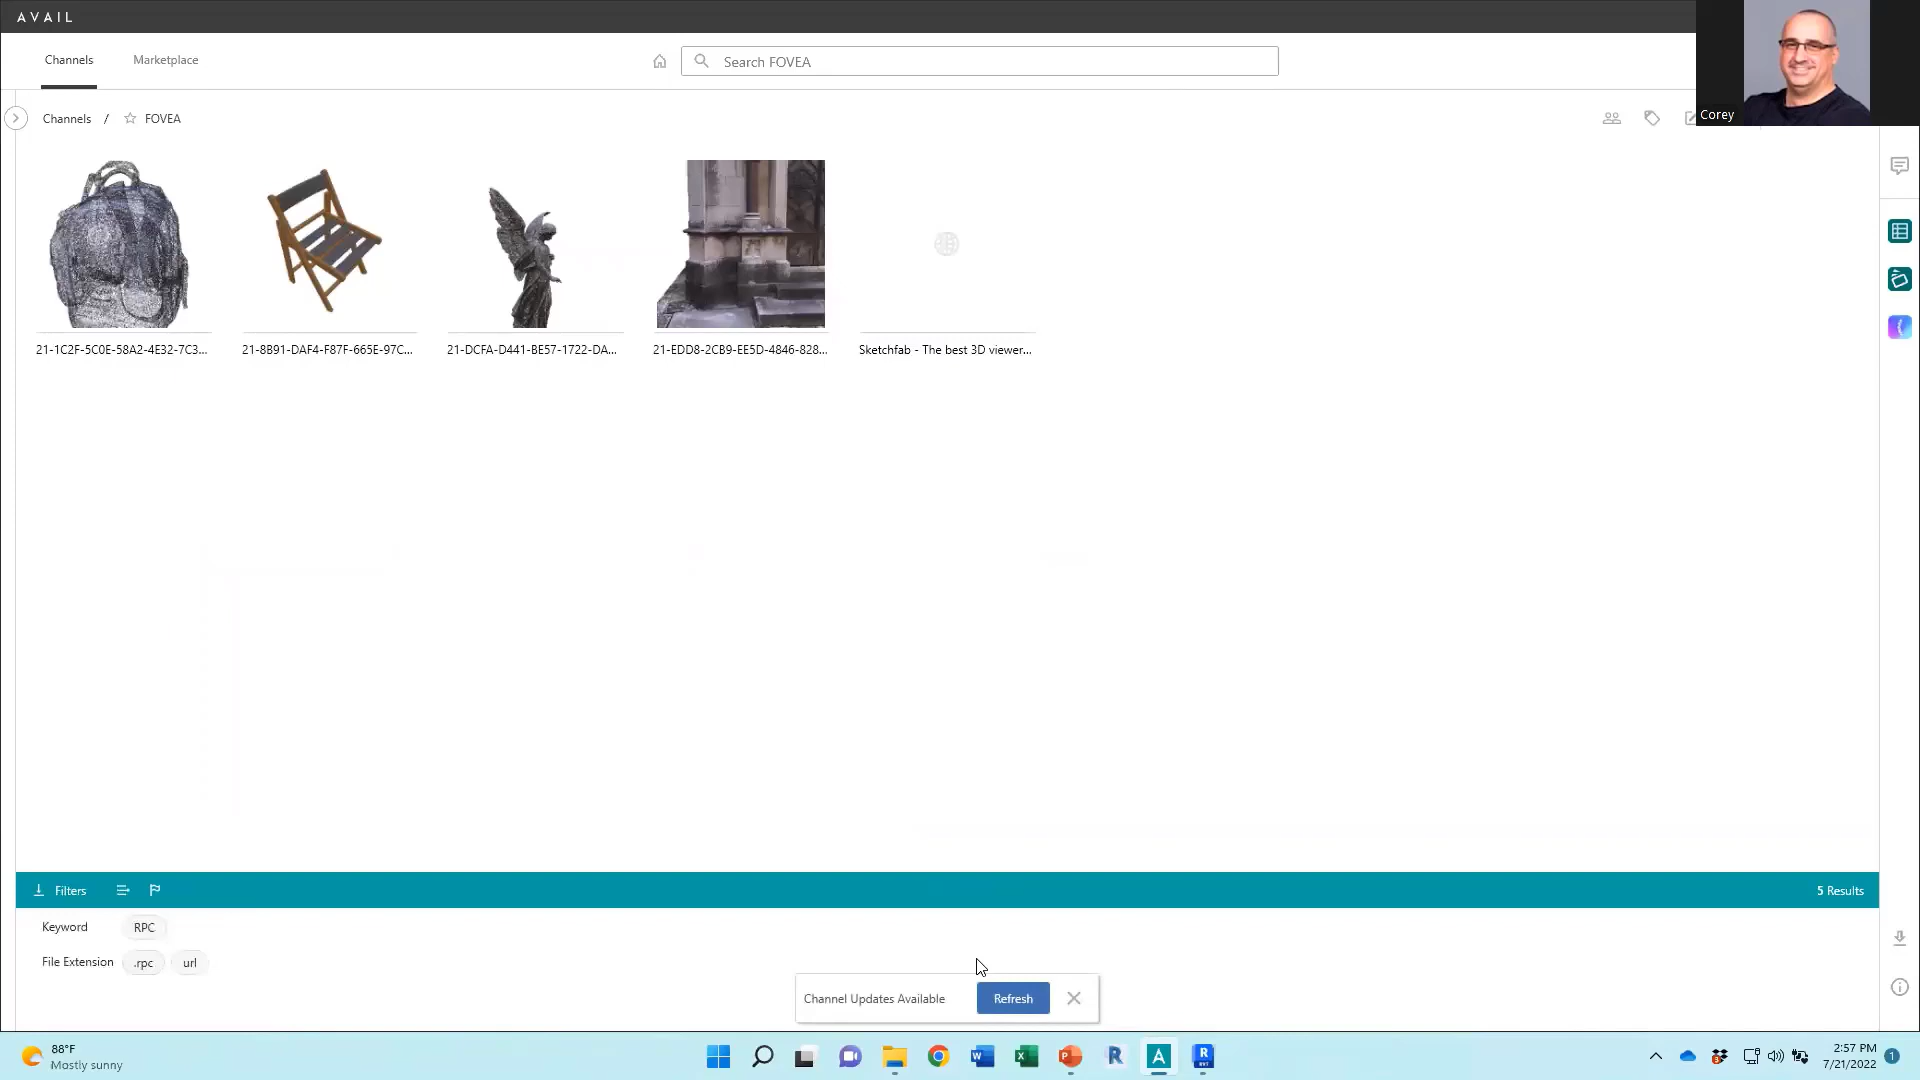 AVAIL
Channels
Marketplace
Search FOVEA
Corey
Channels / FOVEA
21-1C2F-5C0E-58A2-4E32-7C3...
21-8B91-DAF4-F87F-665E-97C...
21-DCFA-D441-BE57-1722-DA...
21-EDD8-2CB9-EE5D-4846-828...
Sketchfab - The best 3D viewer...
Filters
5 Results
Keyword RPC
File Extension .rpc url
Channel Updates Available Refresh
88°F
Mostly sunny
2:57 PM
7/21/2022
1